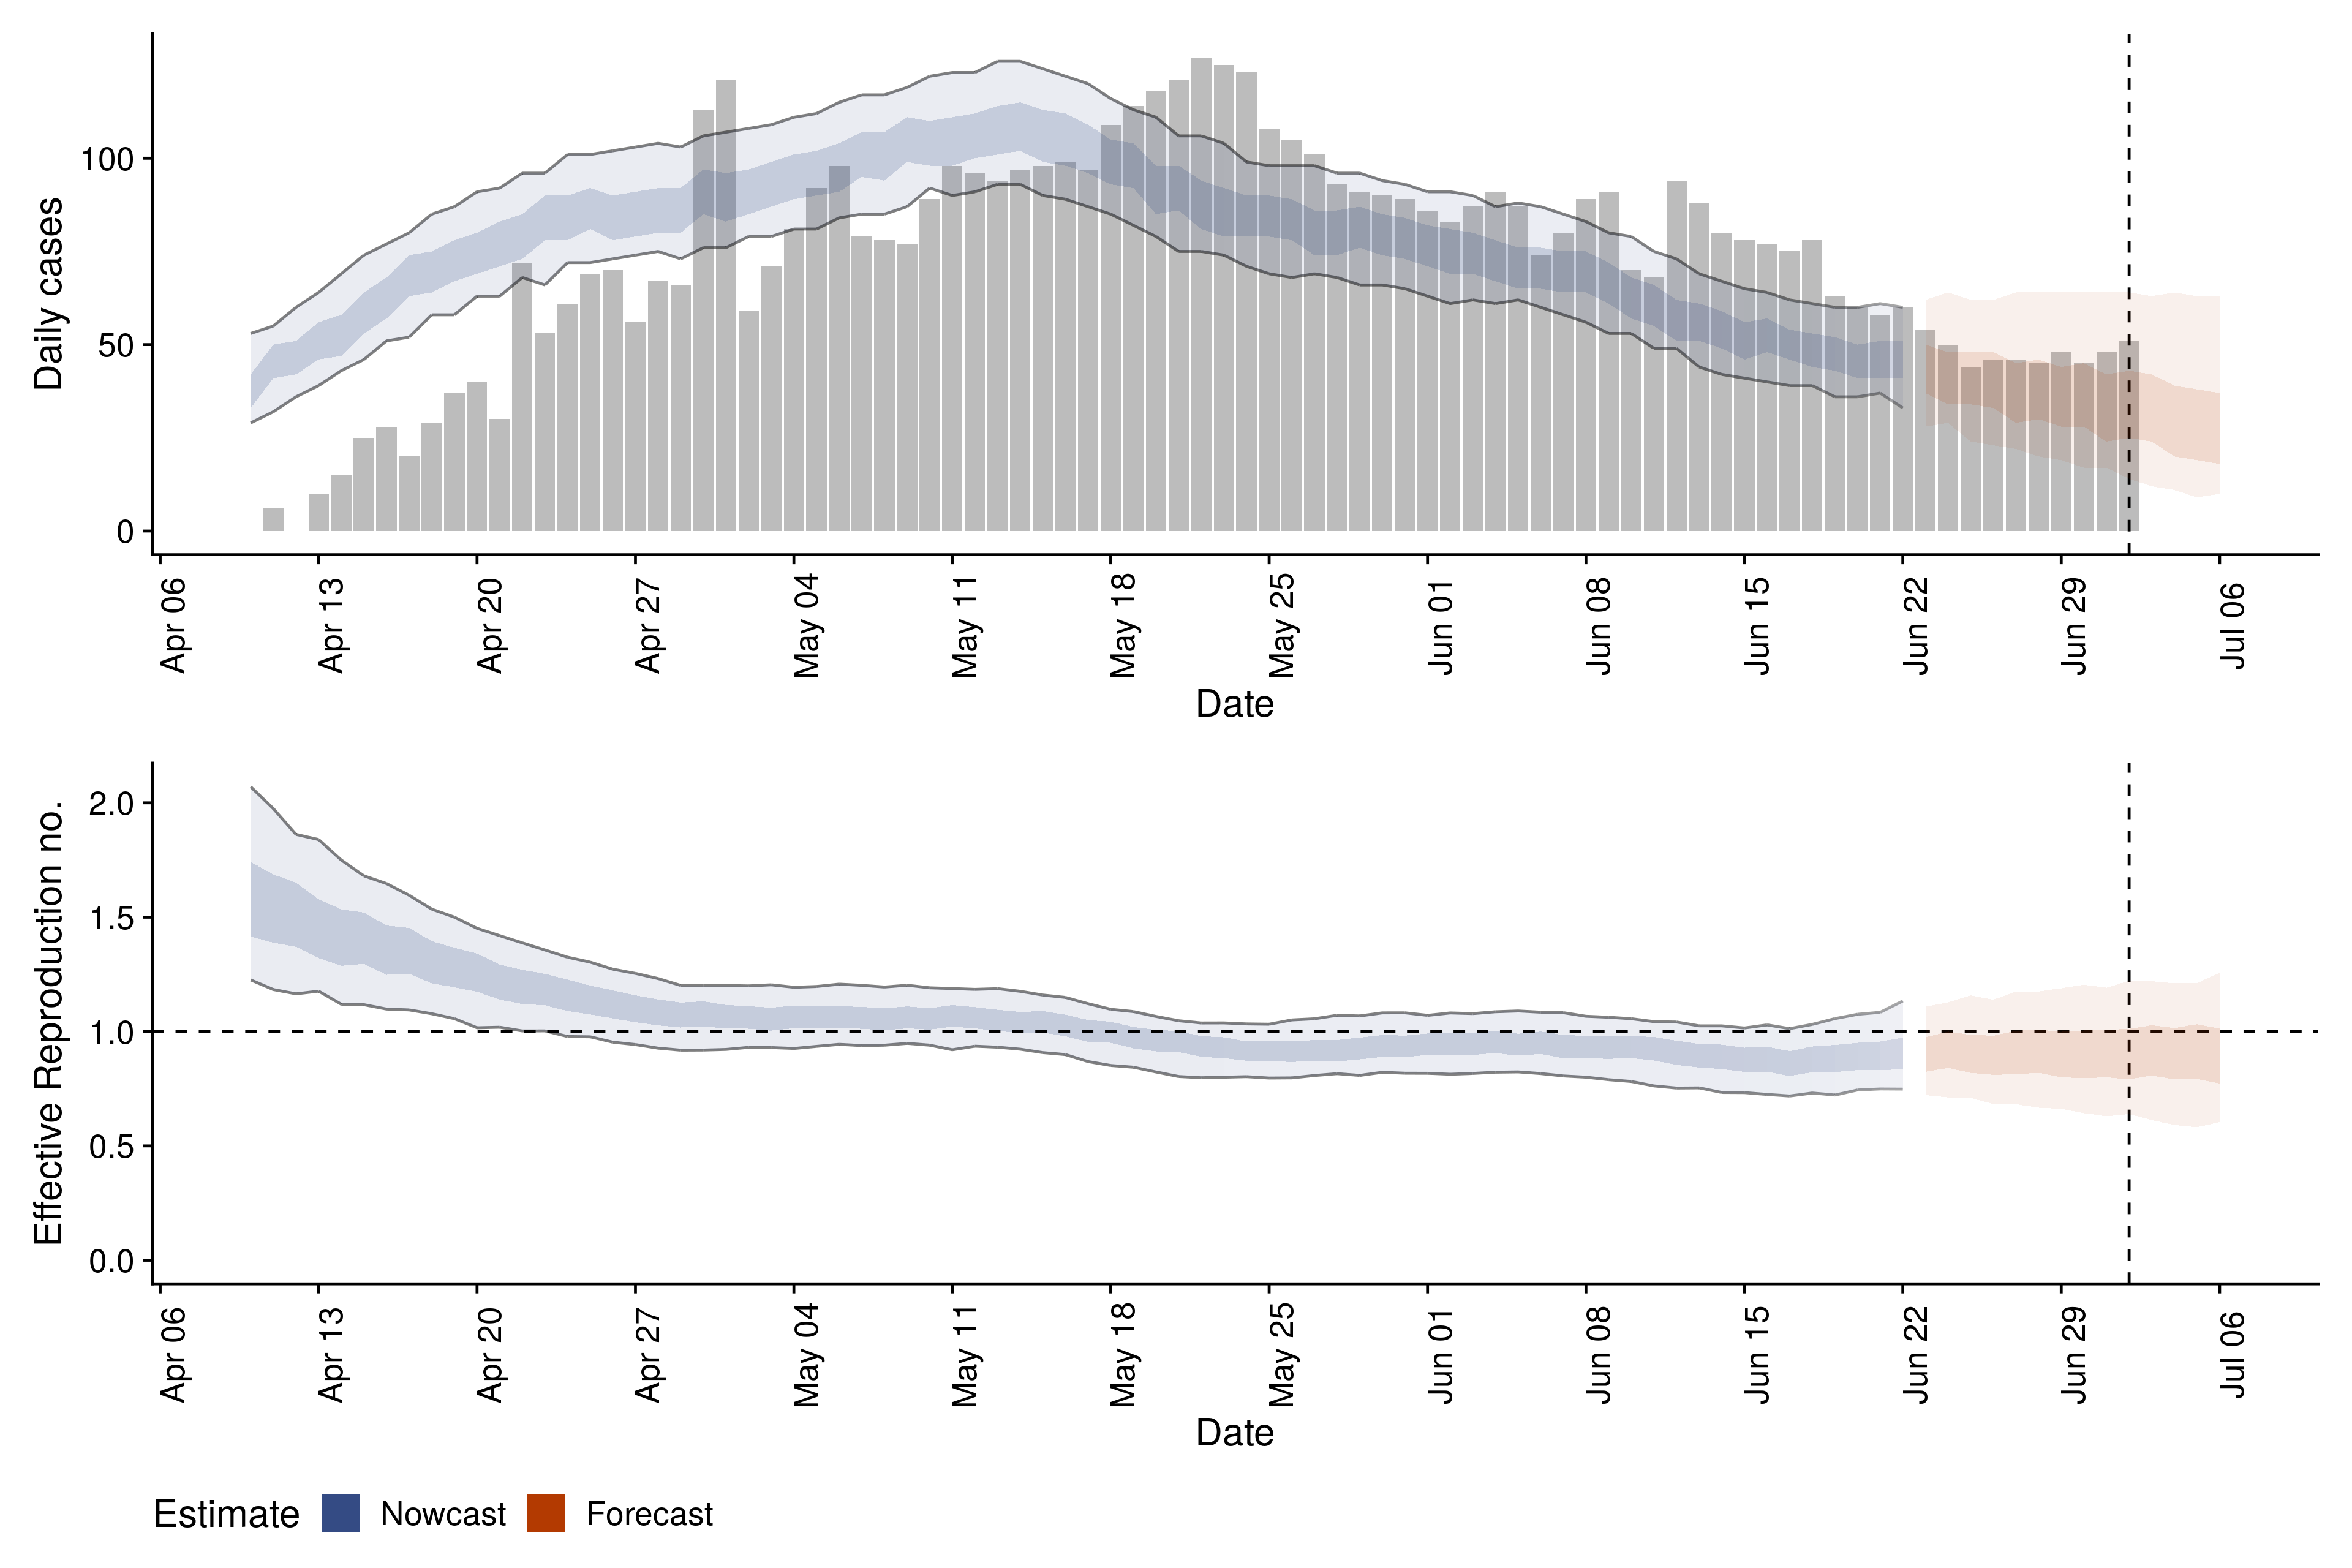 Daily cases
100
50
0
Apr 06
Apr 13
Apr 20
Apr 27
May 04
May 11
May 18
May 25
Jun 01
Jun 08
Jun 15
Jun 22
Jun 29
Jul 06
Date
Effective Reproduction no.
2.0
1.5
1.0
0.5
0.0
Apr 06
Apr 13
Apr 20
Apr 27
May 04
May 11
May 18
May 25
Jun 01
Jun 08
Jun 15
Jun 22
Jun 29
Jul 06
Date
Estimate Nowcast Forecast